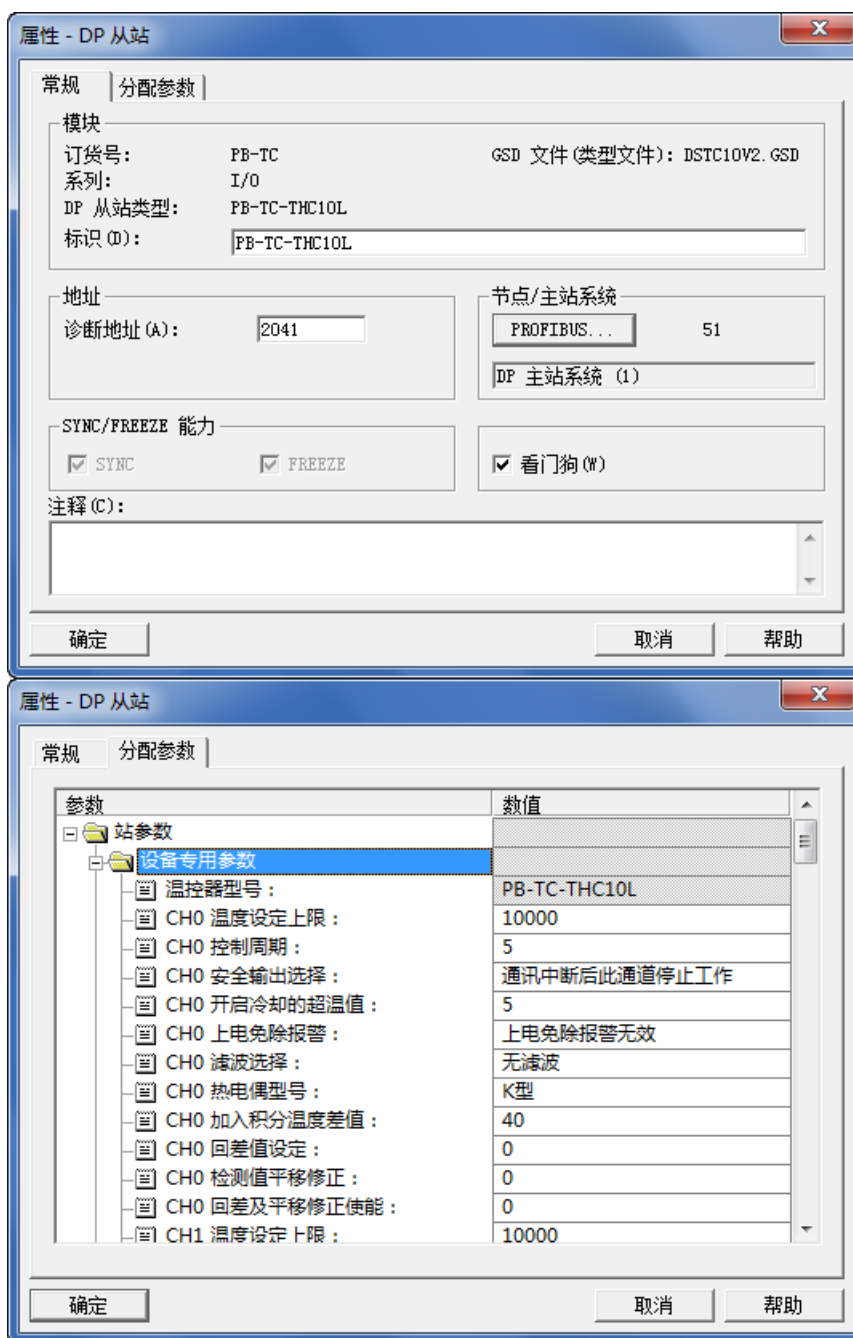 属性 - DP 从站
常规 分配参数
模块
订货号: PB-TC GSD 文件(类型文件): DSTC10V2.GSD
系列: I/O
DP 从站类型: PB-TC-THC10L
标识(D): PB-TC-THC10L
地址 节点/主站系统
诊断地址(A): 2041 PROFIBUS... 51
DP 主站系统 (1)
SYNC/FREEZE 能力
SYNC FREEZE 看门狗(W)
注释(C):
确定 取消 帮助
属性 - DP 从站
常规 分配参数
参数 数值
站参数
设备专用参数
温控器型号: PB-TC-THC10L
CH0 温度设定上限: 10000
CH0 控制周期: 5
CH0 安全输出选择: 通讯中断后此通道停止工作
CH0 开启冷却的超温值: 5
CH0 上电免除报警: 上电免除报警无效
CH0 滤波选择: 无滤波
CH0 热电偶型号: K型
CH0 加入积分温度差值: 40
CH0 回差值设定: 0
CH0 检测值平移修正: 0
CH0 回差及平移修正使能: 0
CH1 温度设定上限: 10000
确定 取消 帮助